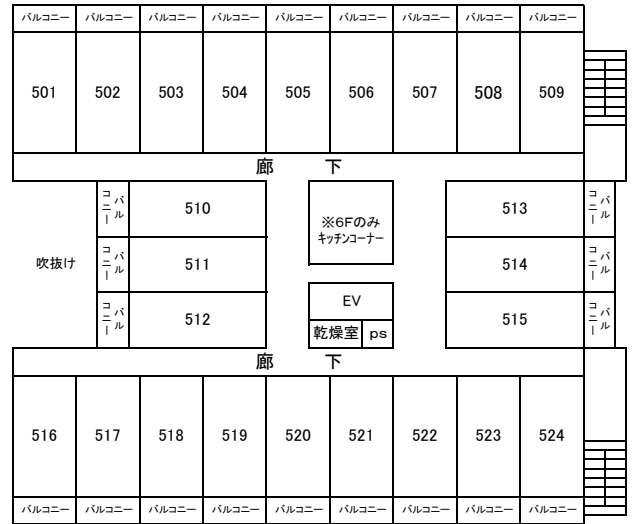 バルコニー バルコニー バルコニー バルコニー バルコニー バルコニー バルコニー バルコニー バルコニー
501 502 503 504 505 506 507 508 509
廊 下
バルコニー 510 ※6Fのみ 513 バルコニー
キッチンコーナー
吹抜け バルコニー 511 514 バルコニー
バルコニー 512 EV 515 バルコニー
乾燥室 ps
廊 下
516 517 518 519 520 521 522 523 524
バルコニー バルコニー バルコニー バルコニー バルコニー バルコニー バルコニー バルコニー バルコニー